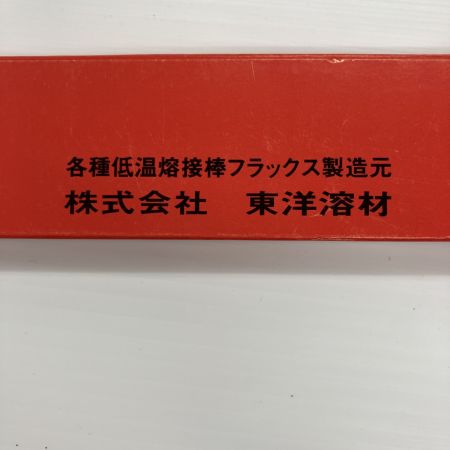 各種低温熔接棒フラックス製造元
株式会社　東洋溶材